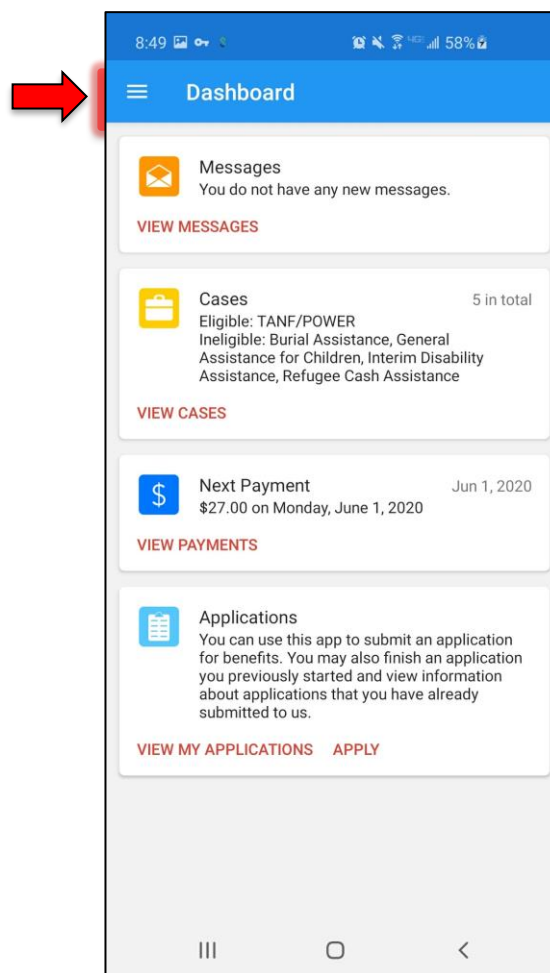 8:49 58%
Dashboard
Messages
You do not have any new messages.
VIEW MESSAGES
Cases 5 in total
Eligible: TANF/POWER
Ineligible: Burial Assistance, General
Assistance for Children, Interim Disability
Assistance, Refugee Cash Assistance
VIEW CASES
Next Payment Jun 1, 2020
$27.00 on Monday, June 1, 2020
VIEW PAYMENTS
Applications
You can use this app to submit an application
for benefits. You may also finish an application
you previously started and view information
about applications that you have already
submitted to us.
VIEW MY APPLICATIONS APPLY